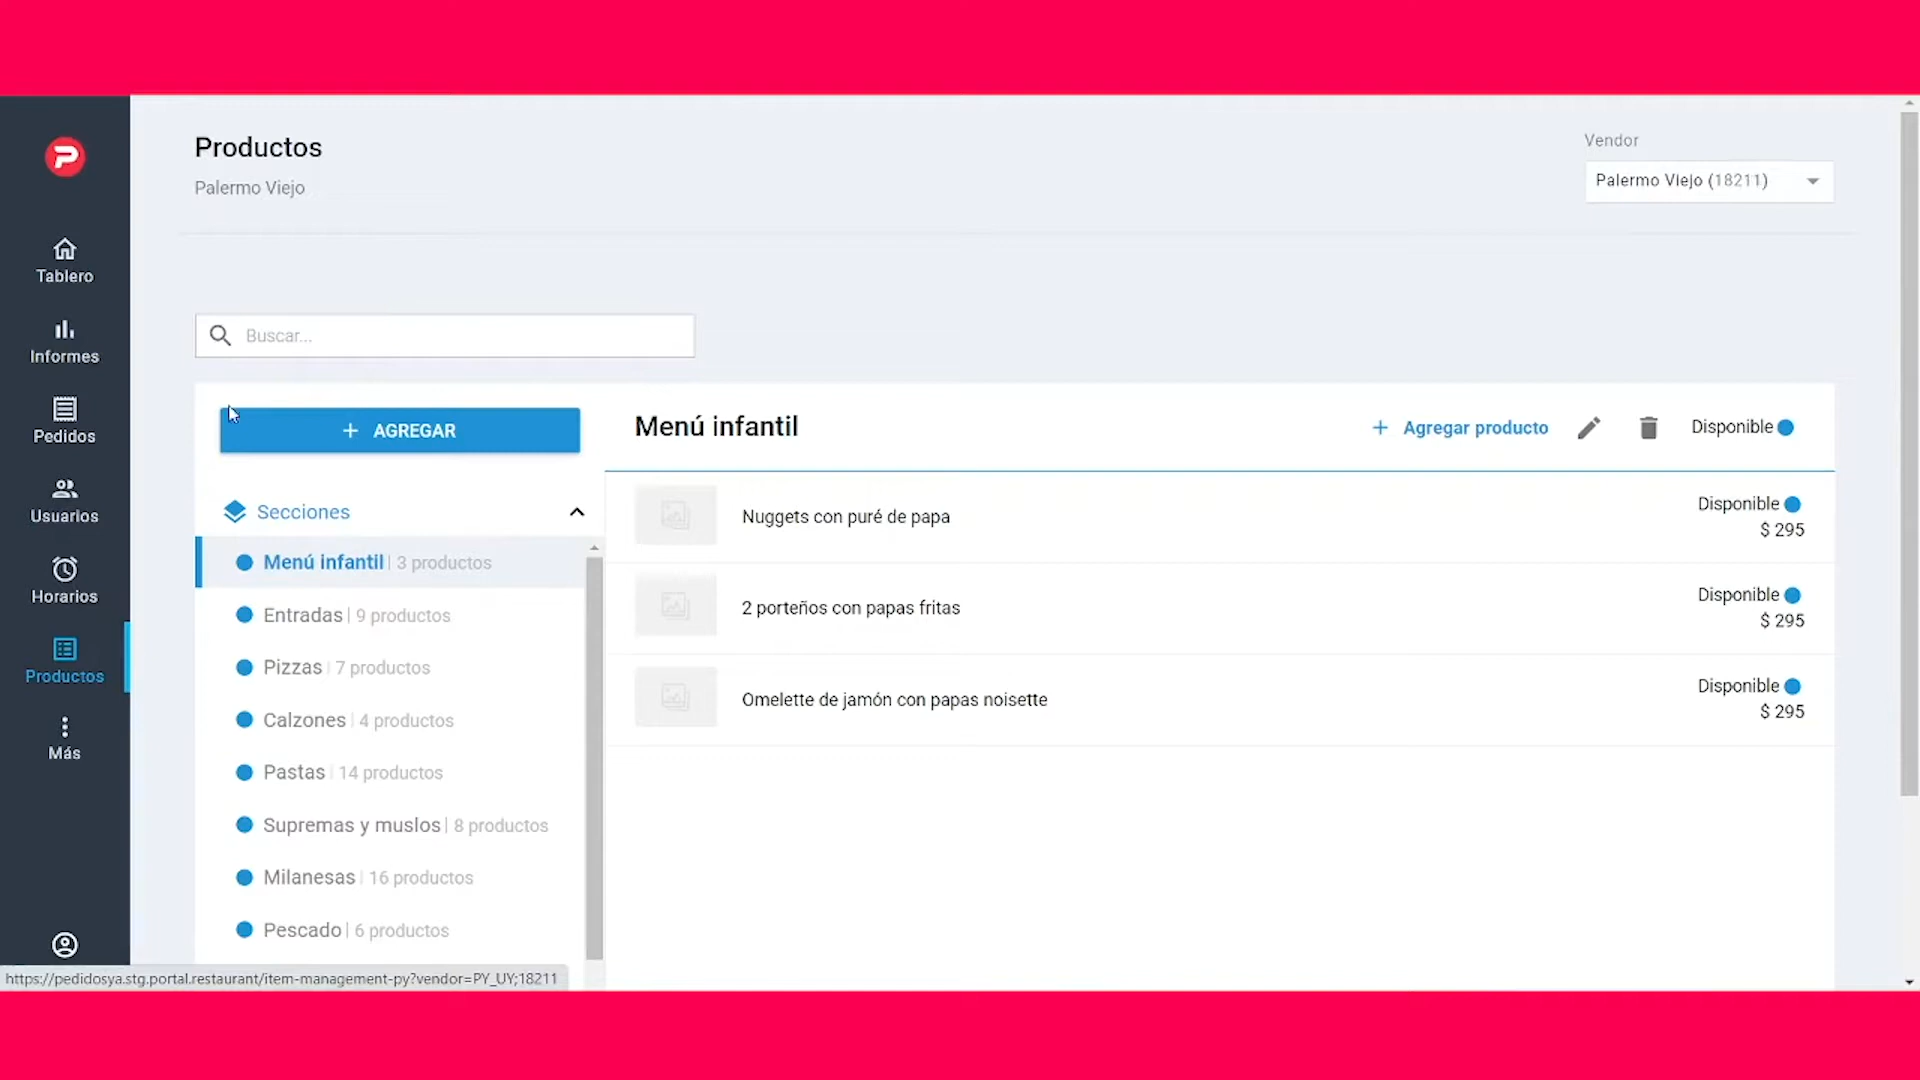 Productos
Palermo Viejo
Vendor
Palermo Viejo (18211)
Tablero
Informes
Pedidos
Usuarios
Horarios
Productos
Más
Buscar...
+ AGREGAR
Secciones
Menú infantil | 3 productos
Entradas | 9 productos
Pizzas | 7 productos
Calzones | 4 productos
Pastas | 14 productos
Supremas y muslos | 8 productos
Milanesas | 16 productos
Pescado | 6 productos
Menú infantil
+ Agregar producto
Disponible
Nuggets con puré de papa
Disponible
$ 295
2 porteños con papas fritas
Disponible
$ 295
Omelette de jamón con papas noisette
Disponible
$ 295
https://pedidosya.stg.portal.restaurant/item-management-py?vendor=PY_UY;18211